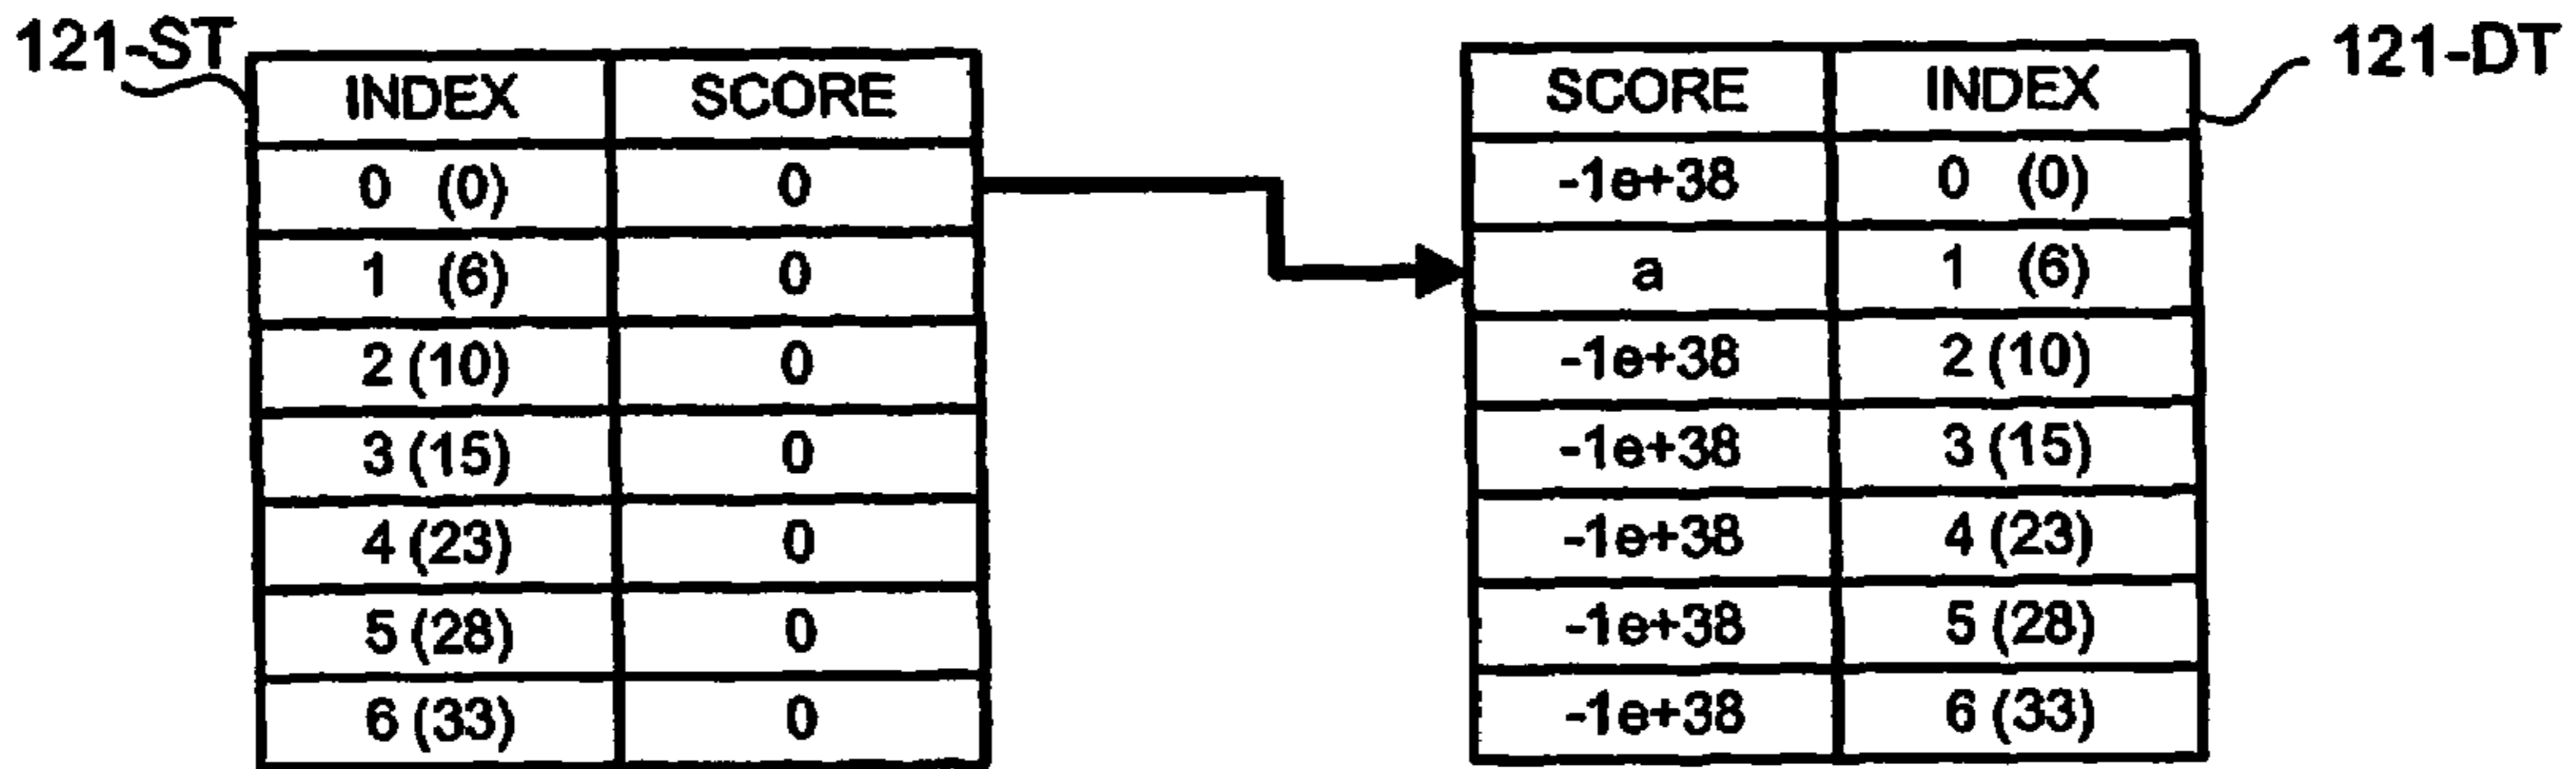 121-ST
INDEX SCORE
0 (0) 0
1 (6) 0
2 (10) 0
3 (15) 0
4 (23) 0
5 (28) 0
6 (33) 0
121-DT
SCORE INDEX
-1e+38 0 (0)
a 1 (6)
-1e+38 2 (10)
-1e+38 3 (15)
-1e+38 4 (23)
-1e+38 5 (28)
-1e+38 6 (33)